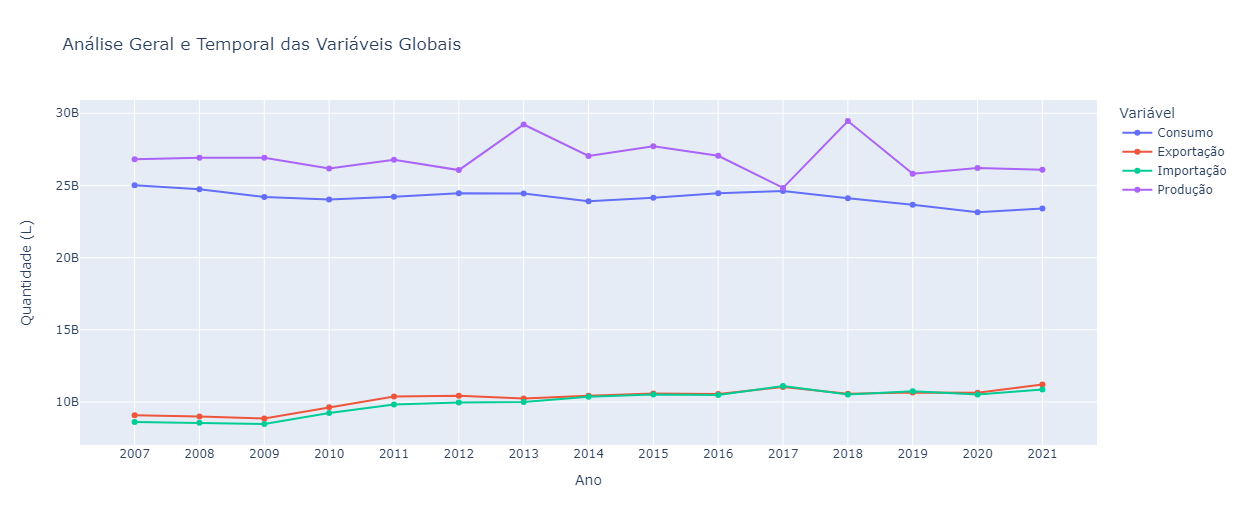 Análise Geral e Temporal das Variáveis Globais
Quantidade (L)
30B
25B
20B
15B
10B
2007 2008 2009 2010 2011 2012 2013 2014 2015 2016 2017 2018 2019 2020 2021
Ano
Variável
Consumo
Exportação
Importação
Produção